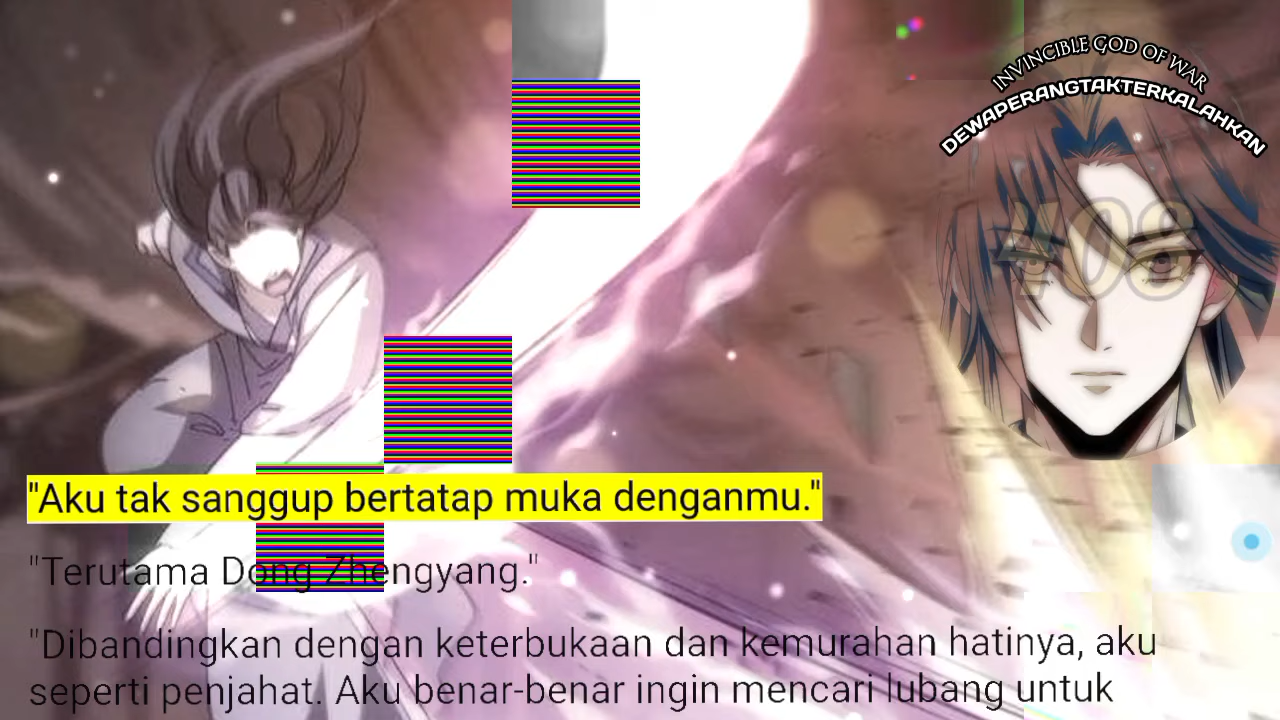 INVINCIBLE GOD OF WAR
DEWAPERANGTAKTERKALAHKAN
"Aku tak sanggup bertatap muka denganmu."
"Terutama Dong Zhengyang."
"Dibandingkan dengan keterbukaan dan kemurahan hatinya, aku
seperti penjahat. Aku benar-benar ingin mencari lubang untuk